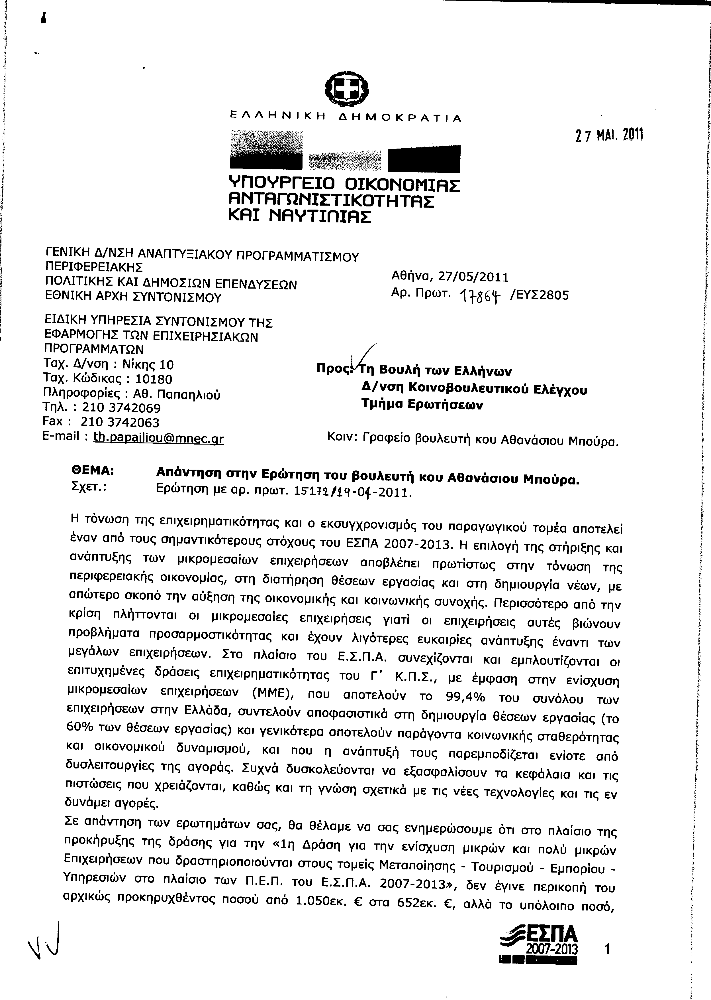 ΕΛΛΗΝΙΚΗ ΔΗΜΟΚΡΑΤΙΑ
27 ΜΑΙ. 2011
ΥΠΟΥΡΓΕΙΟ ΟΙΚΟΝΟΜΙΑΣ
ΑΝΤΑΓΩΝΙΣΤΙΚΟΤΗΤΑΣ
ΚΑΙ ΝΑΥΤΙΛΙΑΣ
ΓΕΝΙΚΗ Δ/ΝΣΗ ΑΝΑΠΤΥΞΙΑΚΟΥ ΠΡΟΓΡΑΜΜΑΤΙΣΜΟΥ
ΠΕΡΙΦΕΡΕΙΑΚΗΣ
ΠΟΛΙΤΙΚΗΣ ΚΑΙ ΔΗΜΟΣΙΩΝ ΕΠΕΝΔΥΣΕΩΝ
ΕΘΝΙΚΗ ΑΡΧΗ ΣΥΝΤΟΝΙΣΜΟΥ
Αθήνα, 27/05/2011
Αρ. Πρωτ. 17864 /ΕΥΣ2805
ΕΙΔΙΚΗ ΥΠΗΡΕΣΙΑ ΣΥΝΤΟΝΙΣΜΟΥ ΤΗΣ
ΕΦΑΡΜΟΓΗΣ ΤΩΝ ΕΠΙΧΕΙΡΗΣΙΑΚΩΝ
ΠΡΟΓΡΑΜΜΑΤΩΝ
Ταχ. Δ/νση : Νίκης 10
Ταχ. Κώδικας : 10180
Πληροφορίες : Αθ. Παπαηλιού
Τηλ. : 210 3742069
Fax : 210 3742063
E-mail : th.papailiou@mnec.gr
Προς: Τη Βουλή των Ελλήνων
Δ/νση Κοινοβουλευτικού Ελέγχου
Τμήμα Ερωτήσεων
Κοιν: Γραφείο βουλευτή κου Αθανάσιου Μπούρα.
ΘΕΜΑ: Απάντηση στην Ερώτηση του βουλευτή κου Αθανάσιου Μπούρα.
Σχετ.: Ερώτηση με αρ. πρωτ. 15172/19-04-2011.
Η τόνωση της επιχειρηματικότητας και ο εκσυγχρονισμός του παραγωγικού τομέα αποτελεί
έναν από τους σημαντικότερους στόχους του ΕΣΠΑ 2007-2013. Η επιλογή της στήριξης και
ανάπτυξης των μικρομεσαίων επιχειρήσεων αποβλέπει πρωτίστως στην τόνωση της
περιφερειακής οικονομίας, στη διατήρηση θέσεων εργασίας και στη δημιουργία νέων, με
απώτερο σκοπό την αύξηση της οικονομικής και κοινωνικής συνοχής. Περισσότερο από την
κρίση πλήττονται οι μικρομεσαίες επιχειρήσεις γιατί οι επιχειρήσεις αυτές βιώνουν
προβλήματα προσαρμοστικότητας και έχουν λιγότερες ευκαιρίες ανάπτυξης έναντι των
μεγάλων επιχειρήσεων. Στο πλαίσιο του Ε.Σ.Π.Α. συνεχίζονται και εμπλουτίζονται οι
επιτυχημένες δράσεις επιχειρηματικότητας του Γ' Κ.Π.Σ., με έμφαση στην ενίσχυση
μικρομεσαίων επιχειρήσεων (ΜΜΕ), που αποτελούν το 99,4% του συνόλου των
επιχειρήσεων στην Ελλάδα, συντελούν αποφασιστικά στη δημιουργία θέσεων εργασίας (το
60% των θέσεων εργασίας) και γενικότερα αποτελούν παράγοντα κοινωνικής σταθερότητας
και οικονομικού δυναμισμού, και που η ανάπτυξή τους παρεμποδίζεται ενίοτε από
δυσλειτουργίες της αγοράς. Συχνά δυσκολεύονται να εξασφαλίσουν τα κεφάλαια και τις
πιστώσεις που χρειάζονται, καθώς και τη γνώση σχετικά με τις νέες τεχνολογίες και τις εν
δυνάμει αγορές.
Σε απάντηση των ερωτημάτων σας, θα θέλαμε να σας ενημερώσουμε ότι στο πλαίσιο της
προκήρυξης της δράσης για την «1η Δράση για την ενίσχυση μικρών και πολύ μικρών
Επιχειρήσεων που δραστηριοποιούνται στους τομείς Μεταποίησης - Τουρισμού - Εμπορίου -
Υπηρεσιών στο πλαίσιο των Π.Ε.Π. του Ε.Σ.Π.Α. 2007-2013», δεν έγινε περικοπή του
αρχικώς προκηρυχθέντος ποσού από 1.050εκ. € στα 652εκ. €, αλλά το υπόλοιπο ποσό,
ΕΣΠΑ
2007-2013
1